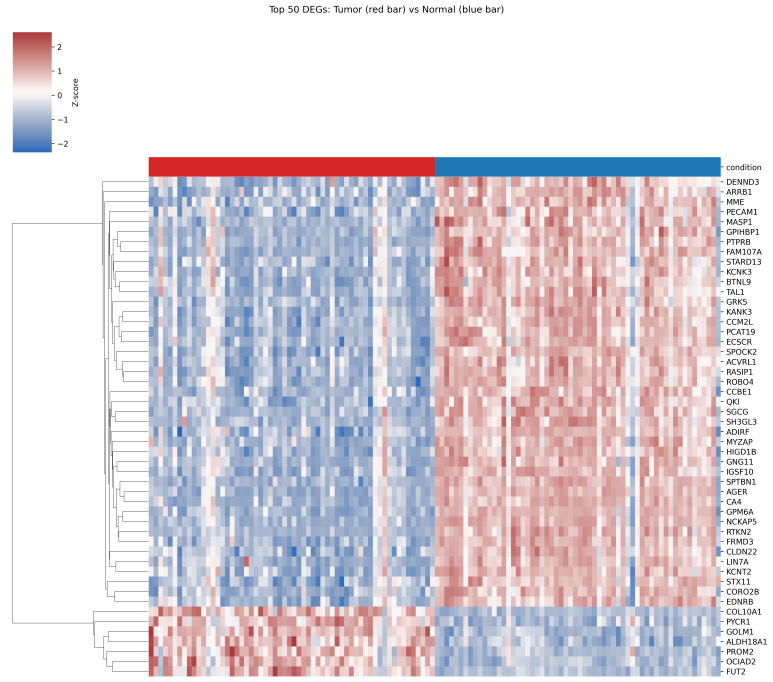 Top 50 DEGs: Tumor (red bar) vs Normal (blue bar)
2
1
0
−1
−2
Z-score
condition
DENND3
ARRB1
MME
PECAM1
MASP1
GPIHBP1
PTPRB
FAM107A
STARD13
KCNK3
BTNL9
TAL1
GRK5
KANK3
CCM2L
PCAT19
ECSCR
SPOCK2
ACVRL1
RASIP1
ROBO4
CCBE1
QKI
SGCG
SH3GL3
ADIRF
MYZAP
HIGD1B
GNG11
IGSF10
SPTBN1
AGER
CA4
GPM6A
NCKAP5
RTKN2
FRMD3
CLDN22
LIN7A
KCNT2
STX11
CORO2B
EDNRB
COL10A1
PYCR1
GOLM1
ALDH18A1
PROM2
OCIAD2
FUT2